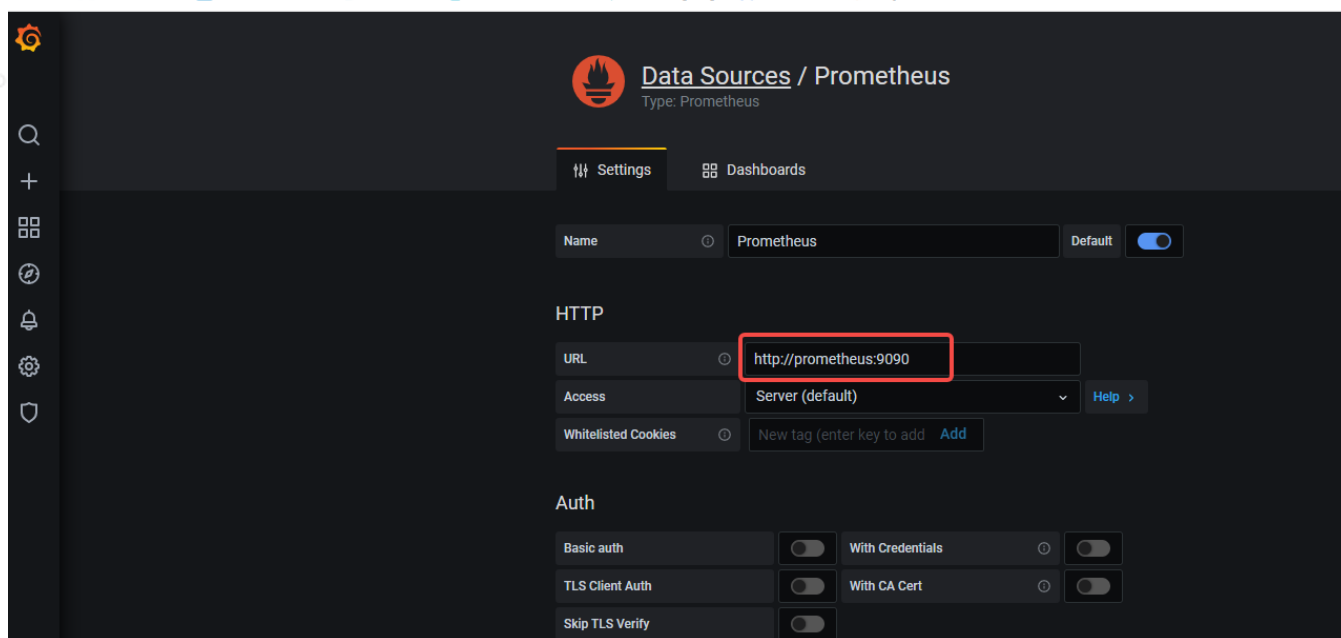 Data Sources / Prometheus
Type: Prometheus
Settings Dashboards
Name Prometheus Default
HTTP
URL http://prometheus:9090
Access Server (default) Help >
Whitelisted Cookies New tag (enter key to add Add
Auth
Basic auth With Credentials
TLS Client Auth With CA Cert
Skip TLS Verify